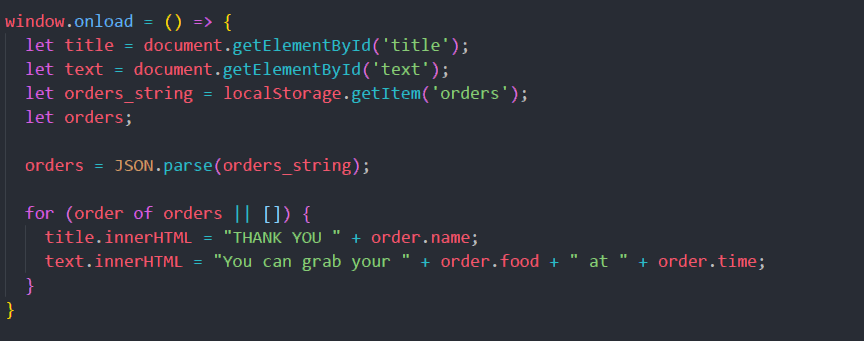 window.onload = () => {
let title = document.getElementById('title');
let text = document.getElementById('text');
let orders_string = localStorage.getItem('orders');
let orders;
orders = JSON.parse(orders_string);
for (order of orders || []) {
title.innerHTML = "THANK YOU " + order.name;
text.innerHTML = "You can grab your " + order.food + " at " + order.time;
}
}